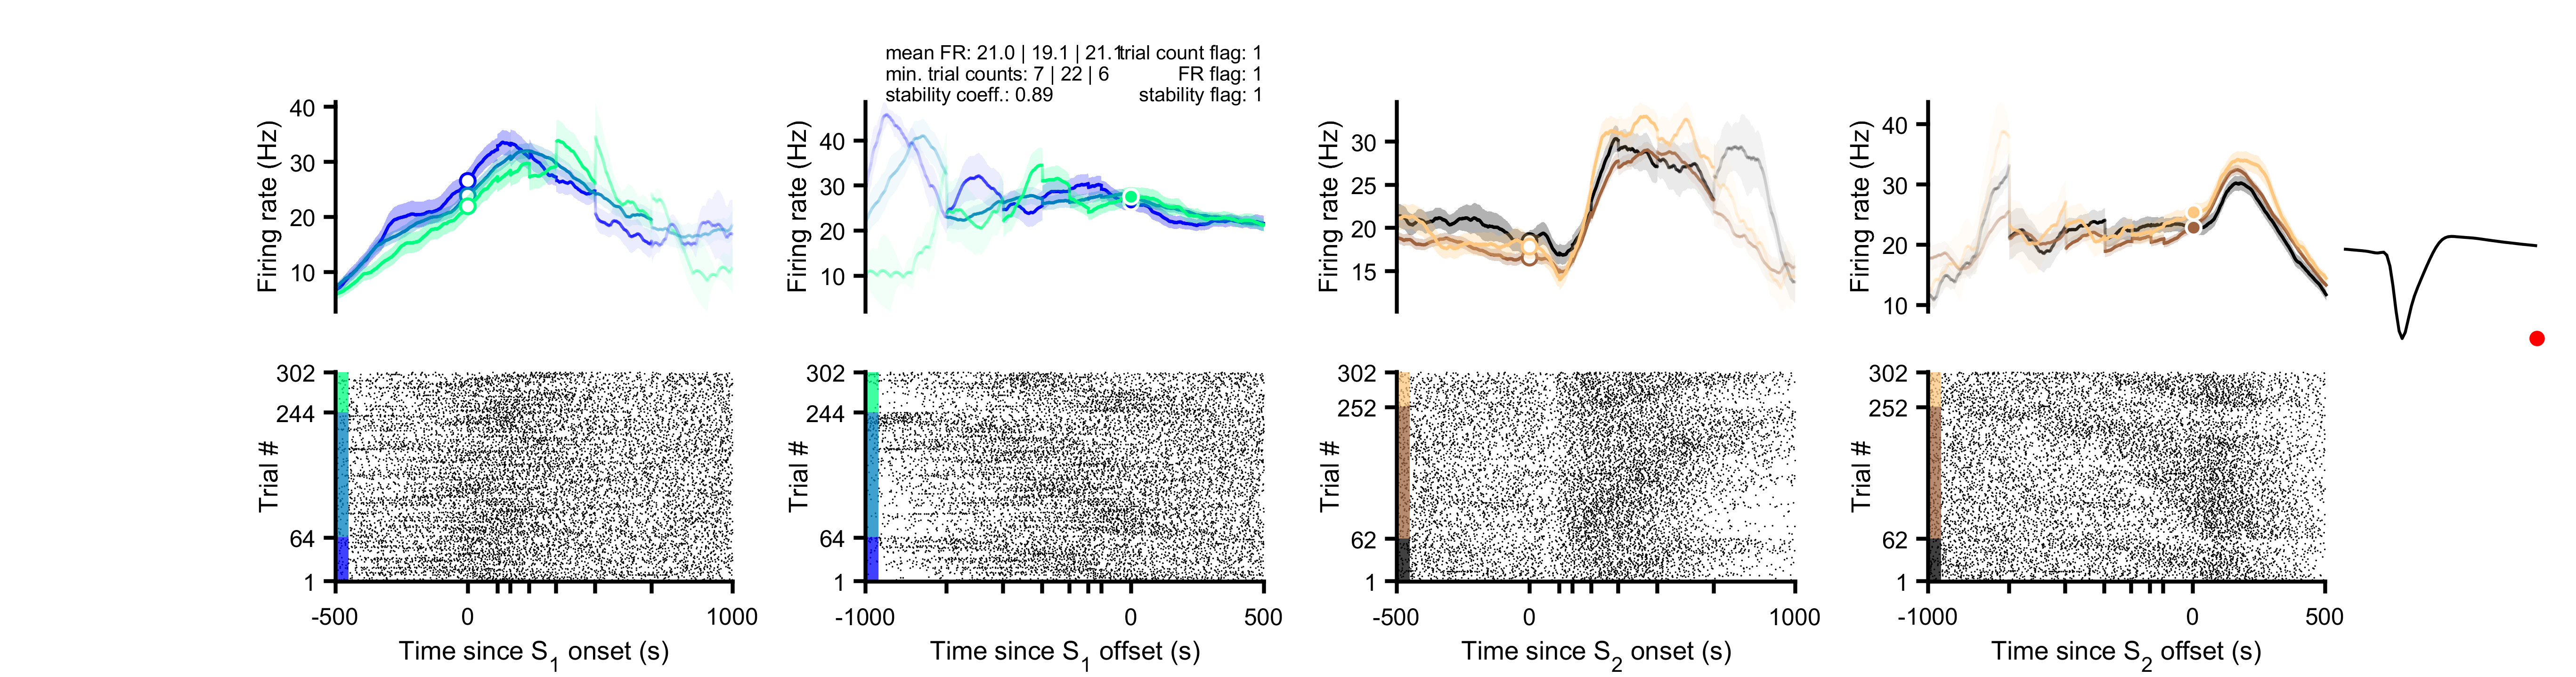 mean FR: 21.0 | 19.1 | 21.1
trial count flag: 1
min. trial counts: 7 | 22 | 6
FR flag: 1
stability coeff.: 0.89
stability flag: 1
Firing rate (Hz)
40
30
20
10
Firing rate (Hz)
40
30
20
10
Firing rate (Hz)
30
25
20
15
Firing rate (Hz)
40
30
20
10
Trial #
302
244
64
1
-500
0
1000
Time since S1 onset (s)
Trial #
302
244
64
1
-1000
0
500
Time since S1 offset (s)
Trial #
302
252
62
1
-500
0
1000
Time since S2 onset (s)
Trial #
302
252
62
1
-1000
0
500
Time since S2 offset (s)